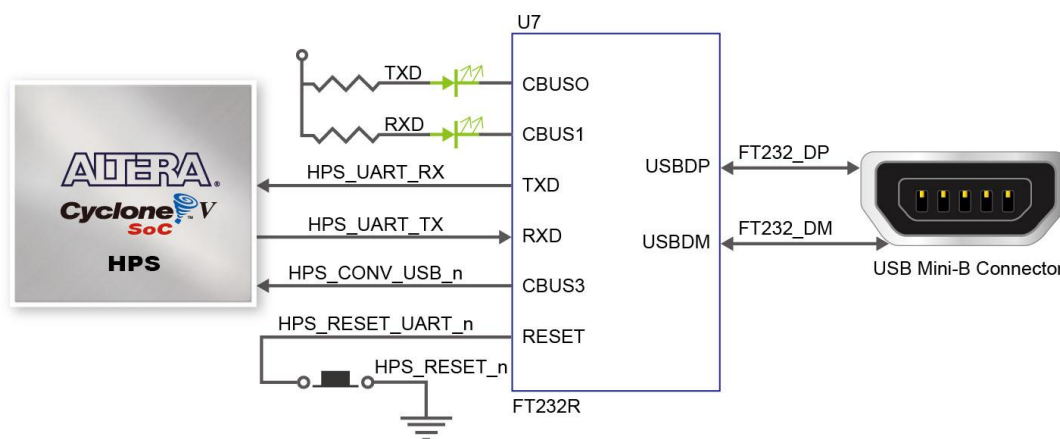 U7
TXD
CBUSO
RXD
CBUS1
ALTERA®
Cyclone™ V
SoC
HPS
HPS_UART_RX
TXD
HPS_UART_TX
RXD
HPS_CONV_USB_n
CBUS3
HPS_RESET_UART_n
RESET
HPS_RESET_n
FT232R
USBDP
FT232_DP
USBDM
FT232_DM
USB Mini-B Connector